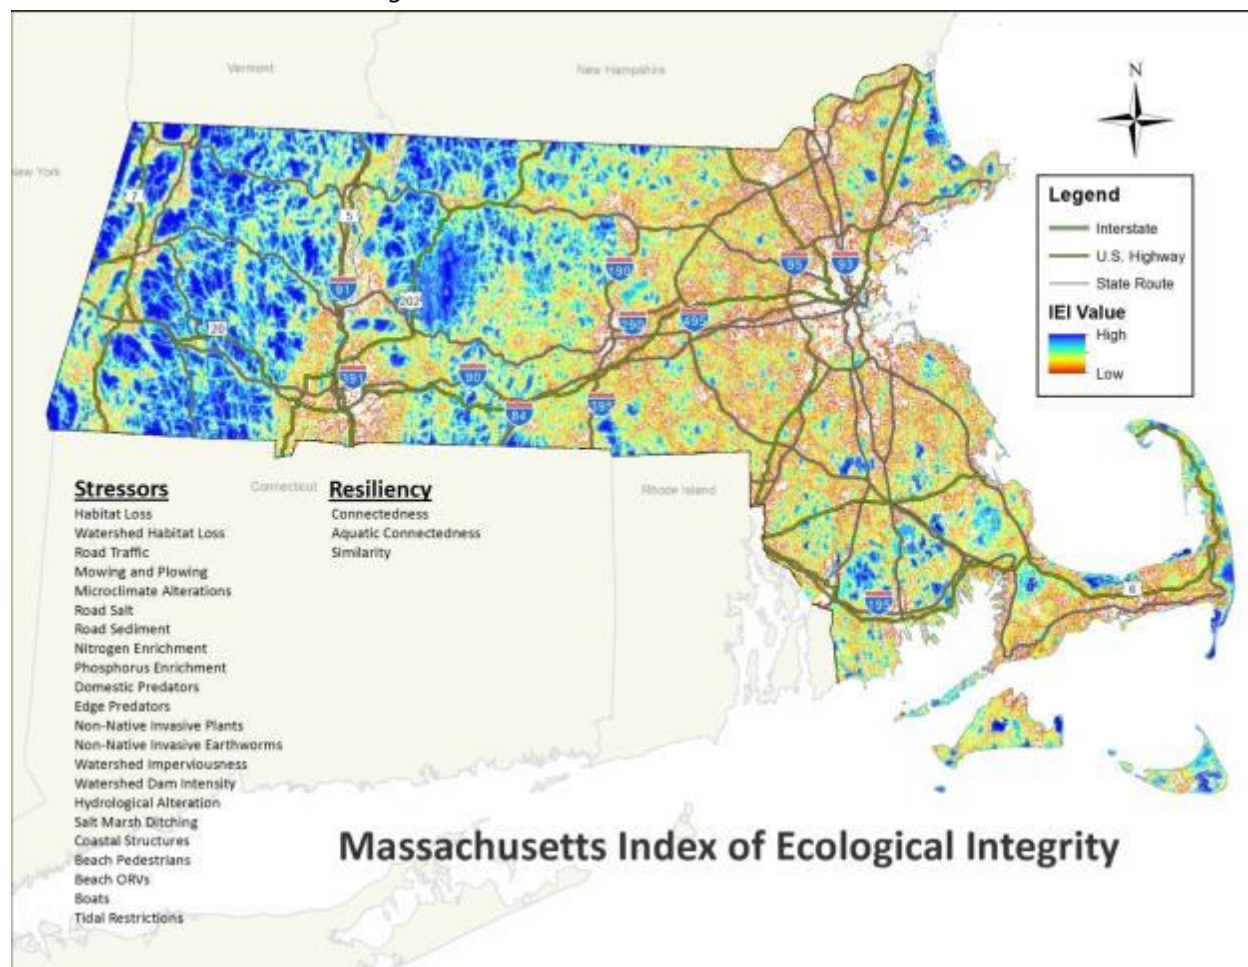 Vermont
New Hampshire
N
New York
7
5
Legend
Interstate
U.S. Highway
State Route
IEI Value
High
Low
190
95
93
91
202
20
495
90
84
Stressors
Connecticut
Resiliency
Rhode Island
Habitat Loss
Connectedness
Watershed Habitat Loss
Aquatic Connectedness
Road Traffic
Similarity
Mowing and Plowing
Microclimate Alterations
6
195
Road Salt
Road Sediment
Nitrogen Enrichment
Phosphorus Enrichment
Domestic Predators
Edge Predators
Non-Native Invasive Plants
Non-Native Invasive Earthworms
Watershed Imperviousness
Watershed Dam Intensity
Hydrological Alteration
Salt Marsh Ditching
Coastal Structures
Massachusetts Index of Ecological Integrity
Beach Pedestrians
Beach ORVs
Boats
Tidal Restrictions